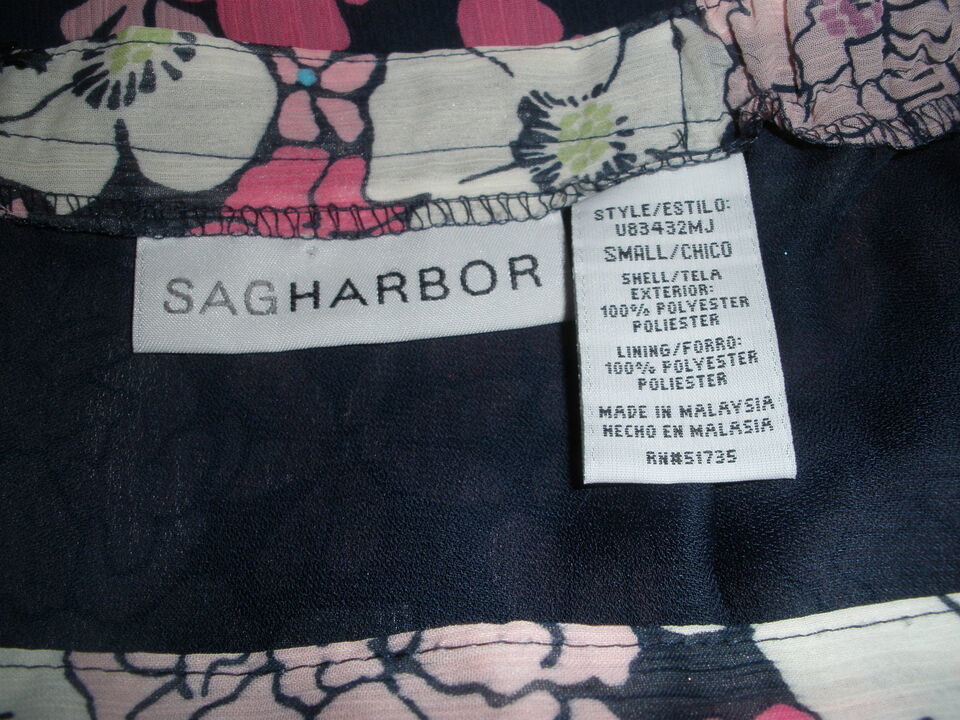 SAGHARBOR
STYLE/ESTILO:
U83432MJ
SMALL/CHICO
SHELL/TELA
EXTERIOR:
100% POLYESTER
POLIESTER
LINING/FORRO:
100% POLYESTER
POLIESTER
MADE IN MALAYSIA
HECHO EN MALASIA
RN#51735